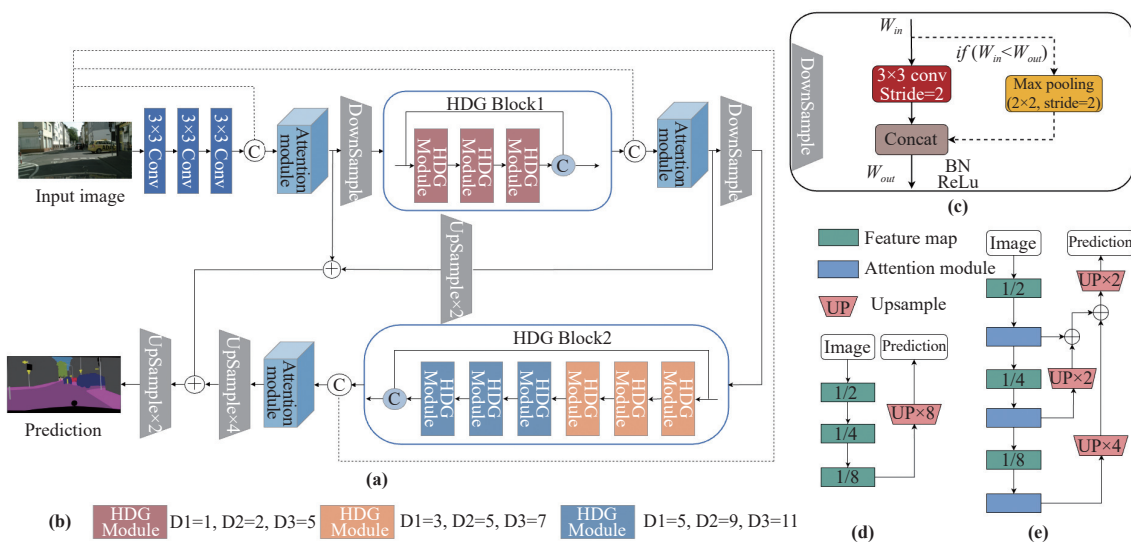 Input image
3×3 Conv
3×3 Conv
3×3 Conv
C
Attention
module
DownSample
HDG Block1
HDG
Module
HDG
Module
HDG
Module
C
C
Attention
module
DownSample
UpSample×2
Prediction
UpSample×2
UpSample×4
Attention
module
C
HDG Block2
C
HDG
Module
HDG
Module
HDG
Module
HDG
Module
HDG
Module
HDG
Module
(a)
(b)
HDG
Module
D1=1, D2=2, D3=5
HDG
Module
D1=3, D2=5, D3=7
HDG
Module
D1=5, D2=9, D3=11
DownSample
W_in
if (W_in<W_out)
3×3 conv
Stride=2
Max pooling
(2×2, stride=2)
Concat
W_out
BN
ReLu
(c)
Feature map
Attention module
UP
Upsample
Image
Prediction
1/2
1/4
UP×8
1/8
(d)
Image
Prediction
1/2
UP×2
1/4
UP×2
UP×4
1/8
(e)